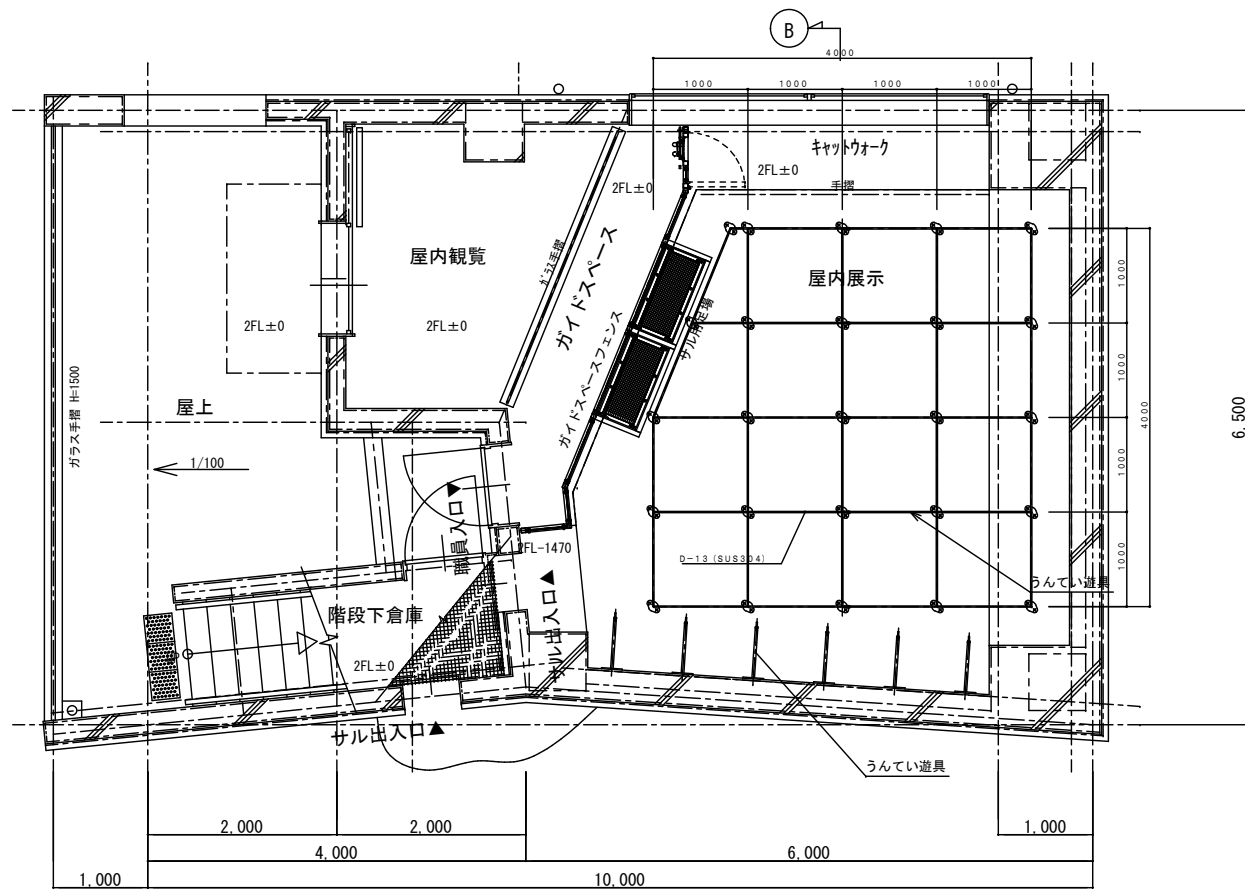 B
4000
1000
1000
1000
1000
キャットウォーク
2FL±0
2FL±0
手摺
屋内観覧
ガラス手摺
ガイドスペース
屋内展示
1000
2FL±0
2FL±0
サル用足場
ガイドスペースフェンス
1000
ガラス手摺 H=1500
屋上
4000
6,500
1/100
1000
職員入口▲
2FL-1470
D-13(SUS304)
1000
うんてい遊具
サル出入口▲
階段下倉庫
2FL±0
サル出入口▲
うんてい遊具
2,000
2,000
1,000
4,000
6,000
1,000
10,000